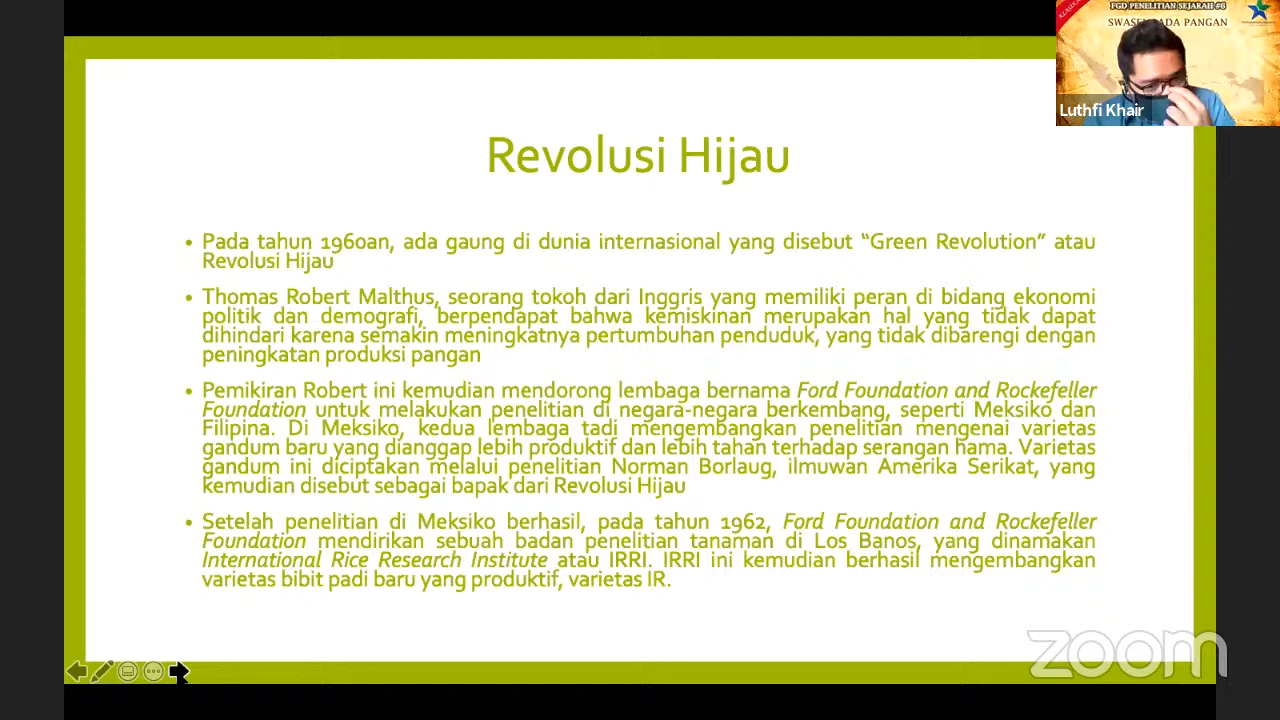 FGD PENELITIAN SEJARAH #6
PANGAN
Luthfi Khair
Revolusi Hijau
• Pada tahun 1960an, ada gaung di dunia internasional yang disebut “Green Revolution” atau
Revolusi Hijau
• Thomas Robert Malthus, seorang tokoh dari Inggris yang memiliki peran di bidang ekonomi
politik dan demografi, berpendapat bahwa kemiskinan merupakan hal yang tidak dapat
dihindari karena semakin meningkatnya pertumbuhan penduduk, yang tidak dibarengi dengan
peningkatan produksi pangan
• Pemikiran Robert ini kemudian mendorong lembaga bernama Ford Foundation and Rockefeller
Foundation untuk melakukan penelitian di negara-negara berkembang, seperti Meksiko dan
Filipina. Di Meksiko, kedua lembaga tadi mengembangkan penelitian mengenai varietas
gandum baru yang dianggap lebih produktif dan lebih tahan terhadap serangan hama. Varietas
gandum ini diciptakan melalui penelitian Norman Borlaug, ilmuwan Amerika Serikat, yang
kemudian disebut sebagai bapak dari Revolusi Hijau
• Setelah penelitian di Meksiko berhasil, pada tahun 1962, Ford Foundation and Rockefeller
Foundation mendirikan sebuah badan penelitian tanaman di Los Banos, yang dinamakan
International Rice Research Institute atau IRRI. IRRI ini kemudian berhasil mengembangkan
varietas bibit padi baru yang produktif, varietas IR.
zoom